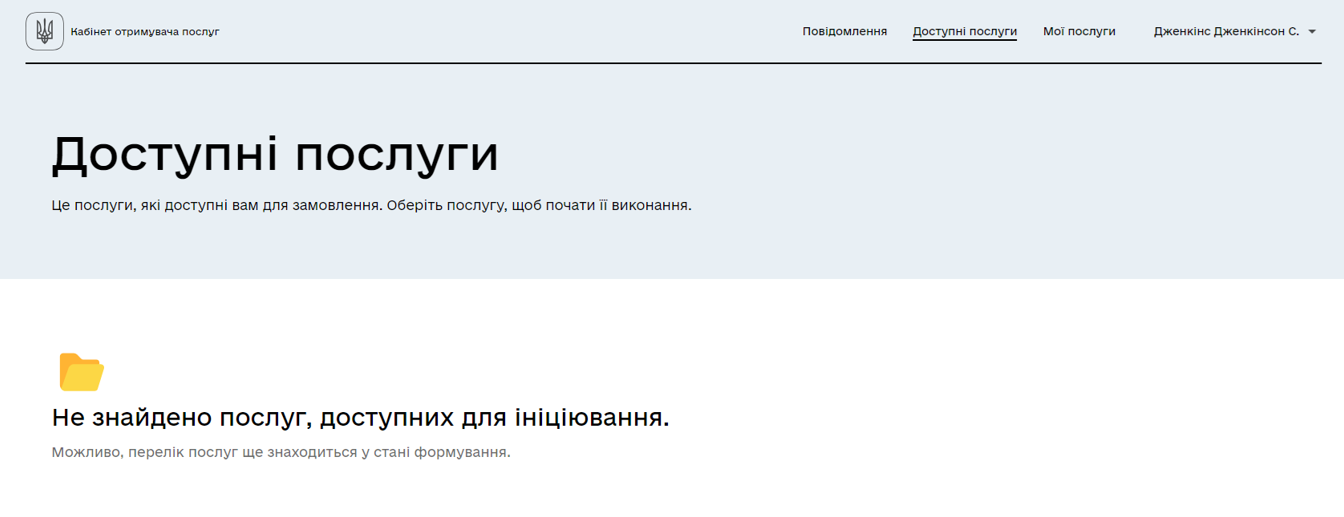 Кабінет отримувача послуг
Повідомлення
Доступні послуги
Мої послуги
Дженкінс Дженкінсон С.
Доступні послуги
Це послуги, які доступні вам для замовлення. Оберіть послугу, щоб почати її виконання.
Не знайдено послуг, доступних для ініціювання.
Можливо, перелік послуг ще знаходиться у стані формування.